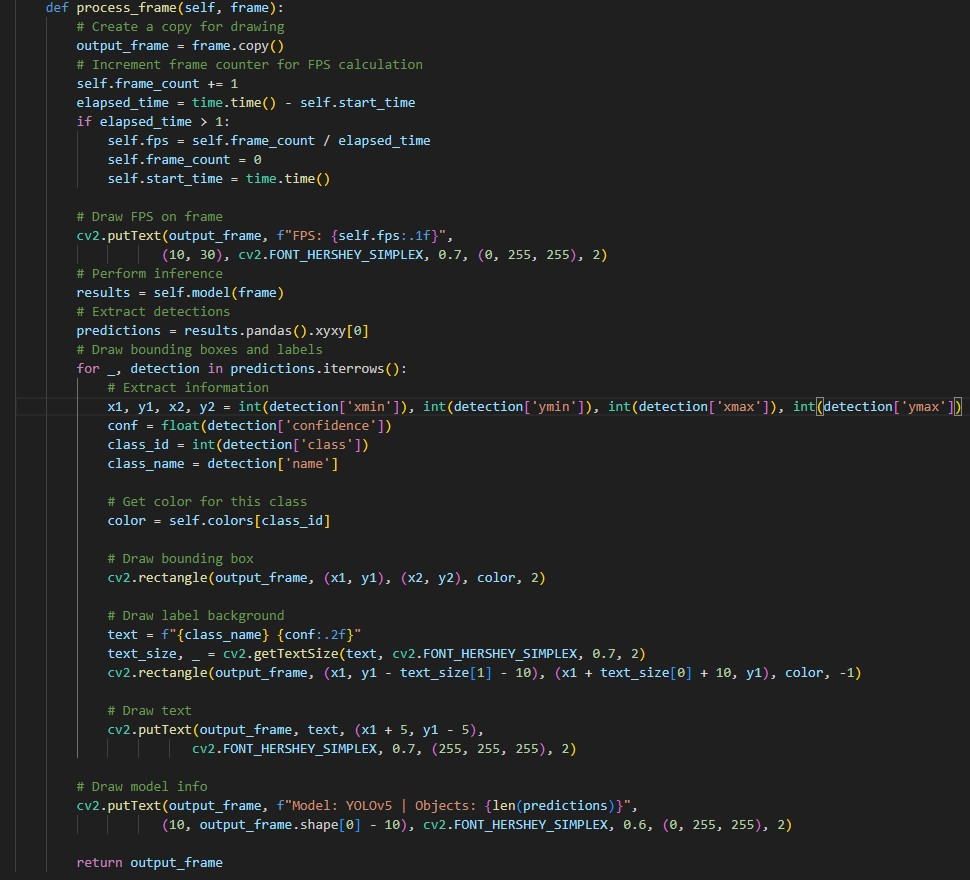 def process_frame(self, frame):
# Create a copy for drawing
output_frame = frame.copy()
# Increment frame counter for FPS calculation
self.frame_count += 1
elapsed_time = time.time() - self.start_time
if elapsed_time > 1:
self.fps = self.frame_count / elapsed_time
self.frame_count = 0
self.start_time = time.time()
# Draw FPS on frame
cv2.putText(output_frame, f"FPS: {self.fps:.1f}",
(10, 30), cv2.FONT_HERSHEY_SIMPLEX, 0.7, (0, 255, 255), 2)
# Perform inference
results = self.model(frame)
# Extract detections
predictions = results.pandas().xyxy[0]
# Draw bounding boxes and labels
for _, detection in predictions.iterrows():
# Extract information
x1, y1, x2, y2 = int(detection['xmin']), int(detection['ymin']), int(detection['xmax']), int(detection['ymax'])
conf = float(detection['confidence'])
class_id = int(detection['class'])
class_name = detection['name']
# Get color for this class
color = self.colors[class_id]
# Draw bounding box
cv2.rectangle(output_frame, (x1, y1), (x2, y2), color, 2)
# Draw label background
text = f"{class_name} {conf:.2f}"
text_size, _ = cv2.getTextSize(text, cv2.FONT_HERSHEY_SIMPLEX, 0.7, 2)
cv2.rectangle(output_frame, (x1, y1 - text_size[1] - 10), (x1 + text_size[0] + 10, y1), color, -1)
# Draw text
cv2.putText(output_frame, text, (x1 + 5, y1 - 5),
cv2.FONT_HERSHEY_SIMPLEX, 0.7, (255, 255, 255), 2)
# Draw model info
cv2.putText(output_frame, f"Model: YOLOv5 | Objects: {len(predictions)}",
(10, output_frame.shape[0] - 10), cv2.FONT_HERSHEY_SIMPLEX, 0.6, (0, 255, 255), 2)
return output_frame